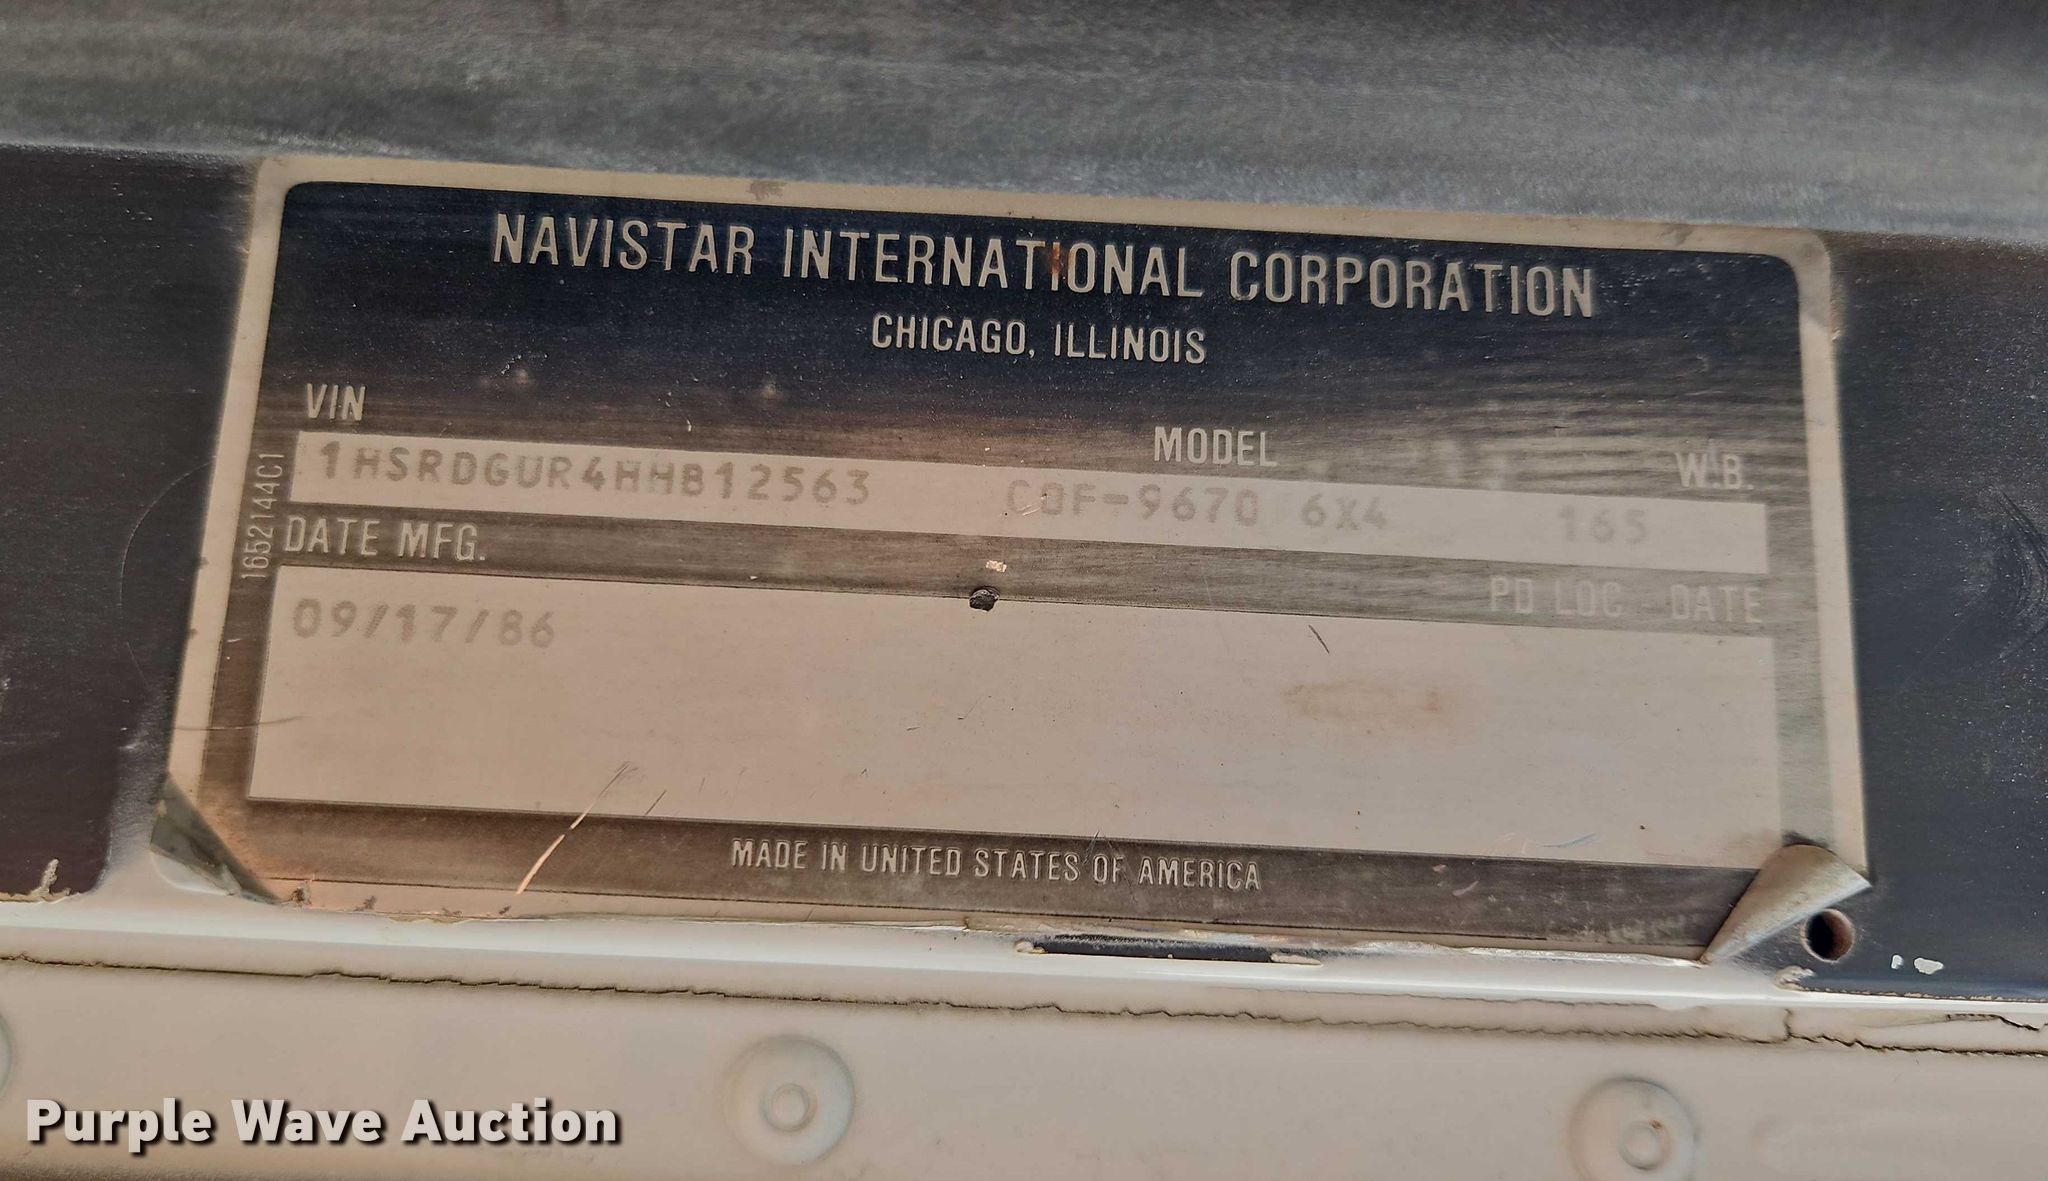 NAVISTAR INTERNATIONAL CORPORATION
CHICAGO, ILLINOIS
VIN MODEL W.B.
1HSRDGUR4HHB12563 COF-9670 6X4 165
1652144C1
DATE MFG. PD LOC DATE
09/17/86
MADE IN UNITED STATES OF AMERICA
Purple Wave Auction